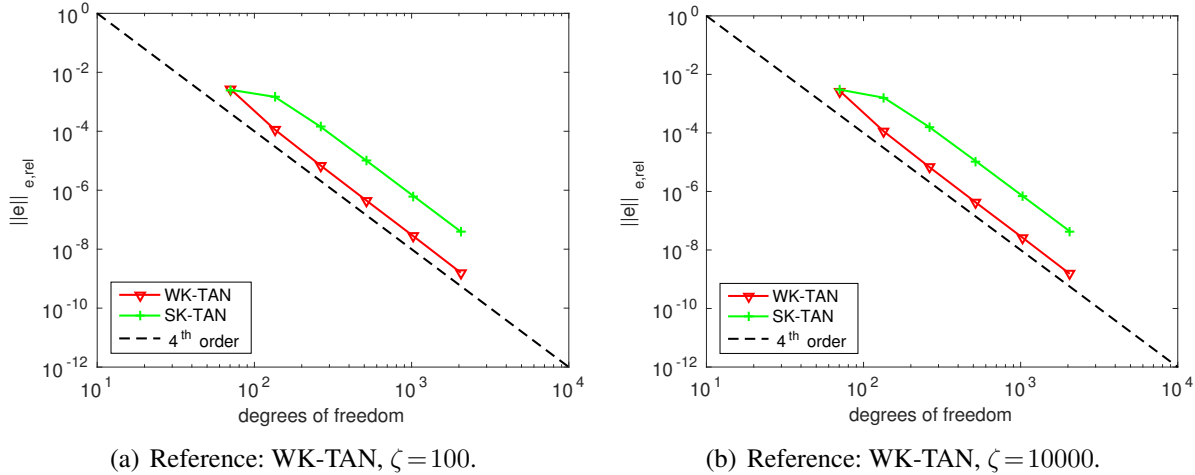 10^0
10^-2
10^-4
10^-6
10^-8
10^-10
10^-12
||e||_e,rel
WK-TAN
SK-TAN
4^th order
10^1 10^2 10^3 10^4
degrees of freedom
(a) Reference: WK-TAN, ζ=100.
10^0
10^-2
10^-4
10^-6
10^-8
10^-10
10^-12
||e||_e,rel
WK-TAN
SK-TAN
4^th order
10^1 10^2 10^3 10^4
degrees of freedom
(b) Reference: WK-TAN, ζ=10000.